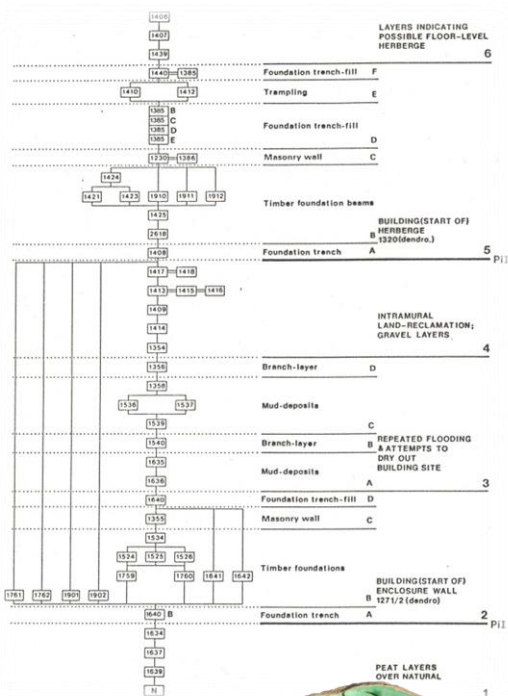 1406
1407
1439
LAYERS INDICATING
POSSIBLE FLOOR-LEVEL
HERBERGE
6
1440 1385
Foundation trench-fill F
1410 1412
Trampling E
1385 B
1385 C
1385 D
1385 E
Foundation trench-fill
D
1230 1386
Masonry wall C
1424
1421 1423 1910 1911 1912
Timber foundation beams
1425
2618
BUILDING(START OF)
B HERBERGE
1320(dendro.)
1408
Foundation trench A
5
Pi
1417 1418
1413 1415 1416
1409
1414
1354
INTRAMURAL
LAND-RECLAMATION;
GRAVEL LAYERS
4
1356
Branch-layer D
1358
1536 1537
Mud-deposits
1539
C
1540
Branch-layer B
REPEATED FLOODING
& ATTEMPTS TO
DRY OUT
BUILDING SITE
1635
1636
Mud-deposits
A
3
1640
Foundation trench-fill D
1355
Masonry wall C
1534
1524 1525 1526
1759 1760 1641 1642
Timber foundations
1761 1762 1901 1902
BUILDING(START OF)
B ENCLOSURE WALL
1271/2 (dendro)
1640 B
Foundation trench A
2
Pi
1634
1637
1639
N
PEAT LAYERS
OVER NATURAL
1